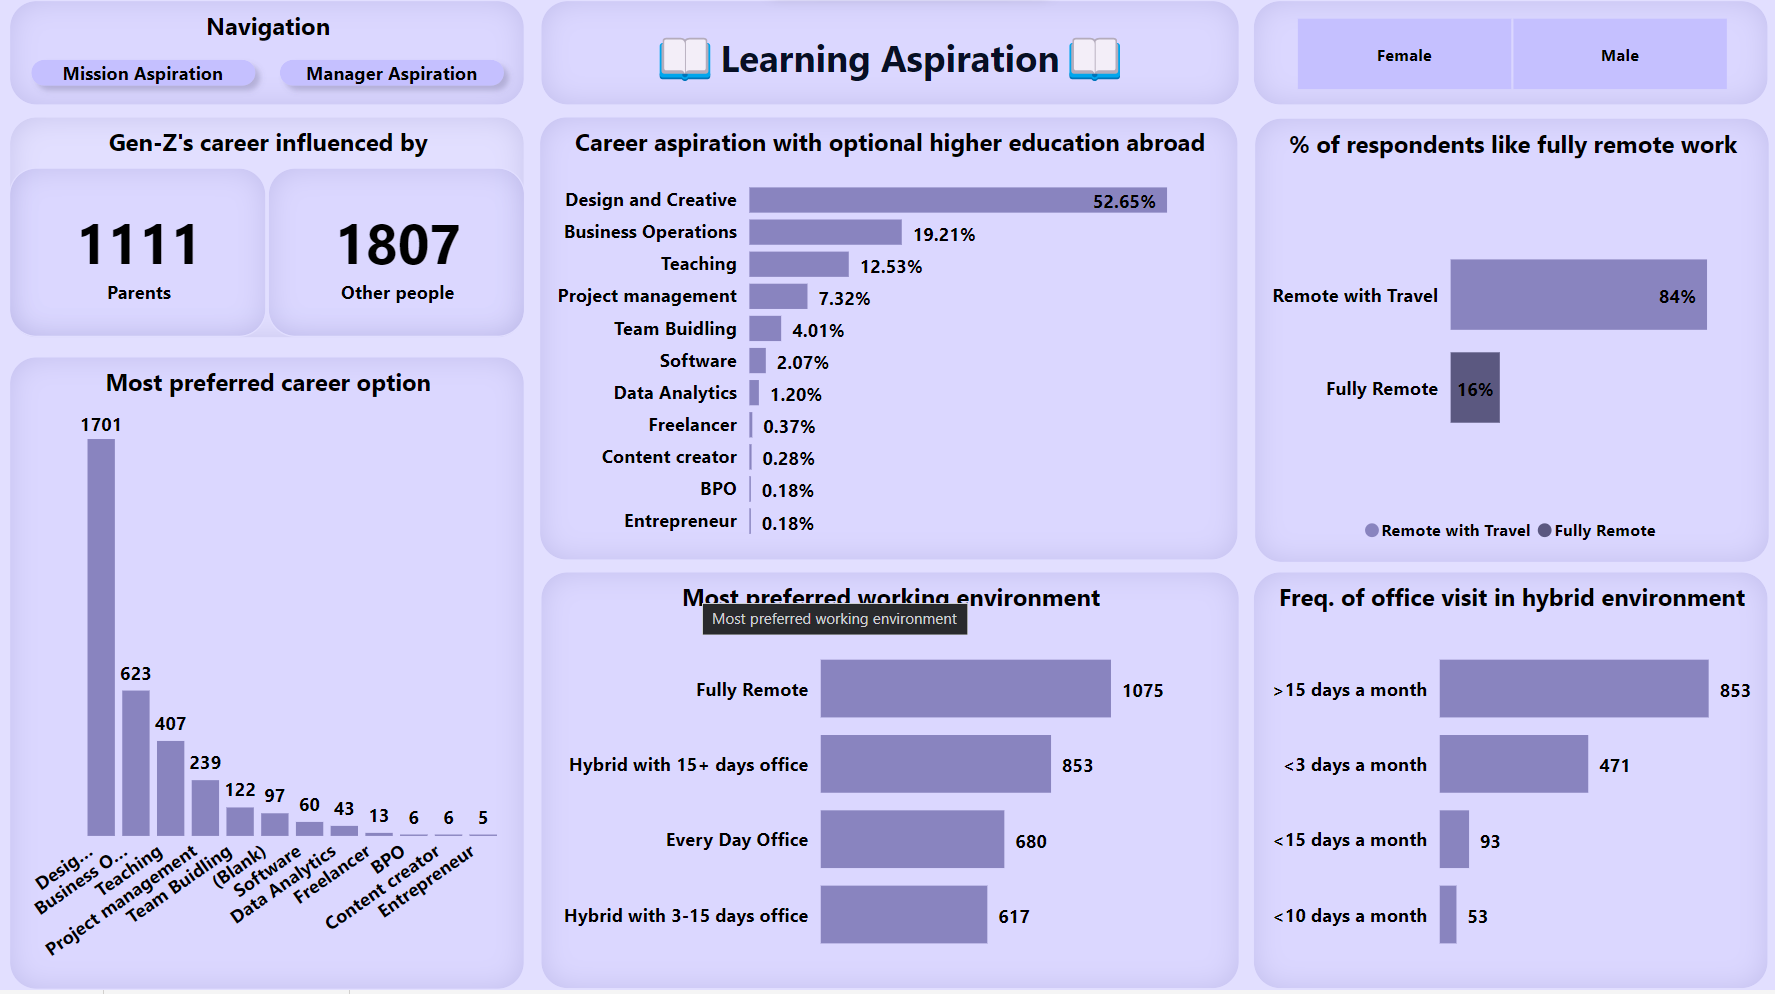 Navigation
Mission Aspiration
Manager Aspiration
Learning Aspiration
Female
Male
Gen-Z's career influenced by
1111
Parents
1807
Other people
Career aspiration with optional higher education abroad
Design and Creative 52.65%
Business Operations 19.21%
Teaching 12.53%
Project management 7.32%
Team Buidling 4.01%
Software 2.07%
Data Analytics 1.20%
Freelancer 0.37%
Content creator 0.28%
BPO 0.18%
Entrepreneur 0.18%
% of respondents like fully remote work
Remote with Travel 84%
Fully Remote 16%
Remote with Travel Fully Remote
Most preferred career option
1701
623
407
239
122
97
60
43
13
6
6
5
Desig...
Business O...
Teaching
Project management
Team Buidling
(Blank)
Software
Data Analytics
Freelancer
BPO
Content creator
Entrepreneur
Most preferred working environment
Most preferred working environment
Fully Remote 1075
Hybrid with 15+ days office 853
Every Day Office 680
Hybrid with 3-15 days office 617
Freq. of office visit in hybrid environment
>15 days a month 853
<3 days a month 471
<15 days a month 93
<10 days a month 53